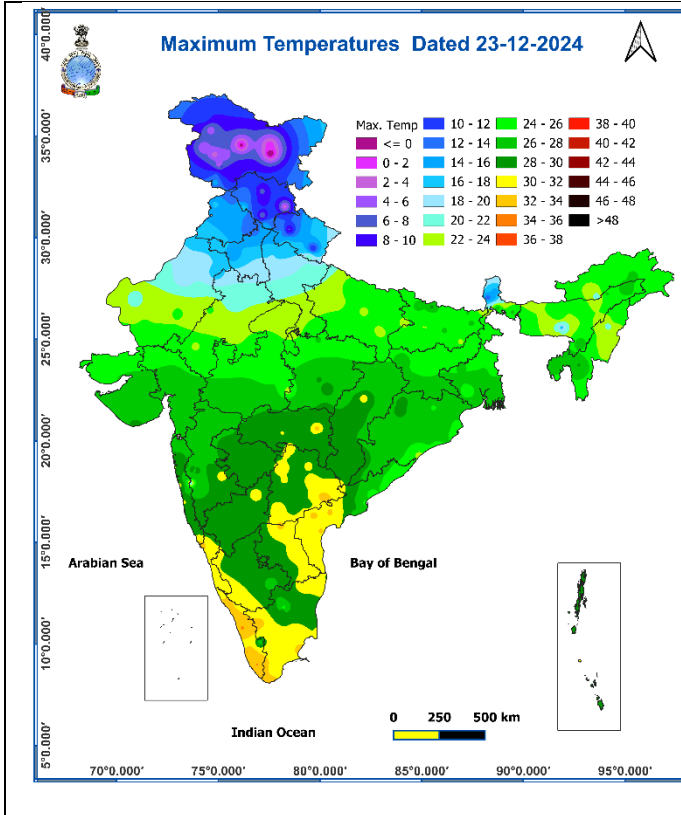 Maximum Temperatures Dated 23-12-2024
Max. Temp
<= 0
0 - 2
2 - 4
4 - 6
6 - 8
8 - 10
10 - 12
12 - 14
14 - 16
16 - 18
18 - 20
20 - 22
22 - 24
24 - 26
26 - 28
28 - 30
30 - 32
32 - 34
34 - 36
36 - 38
38 - 40
40 - 42
42 - 44
44 - 46
46 - 48
>48
40°0.000'
35°0.000'
30°0.000'
25°0.000'
20°0.000'
15°0.000'
10°0.000'
5°0.000'
Arabian Sea
Bay of Bengal
Indian Ocean
0 250 500 km
70°0.000' 75°0.000' 80°0.000' 85°0.000' 90°0.000' 95°0.000'